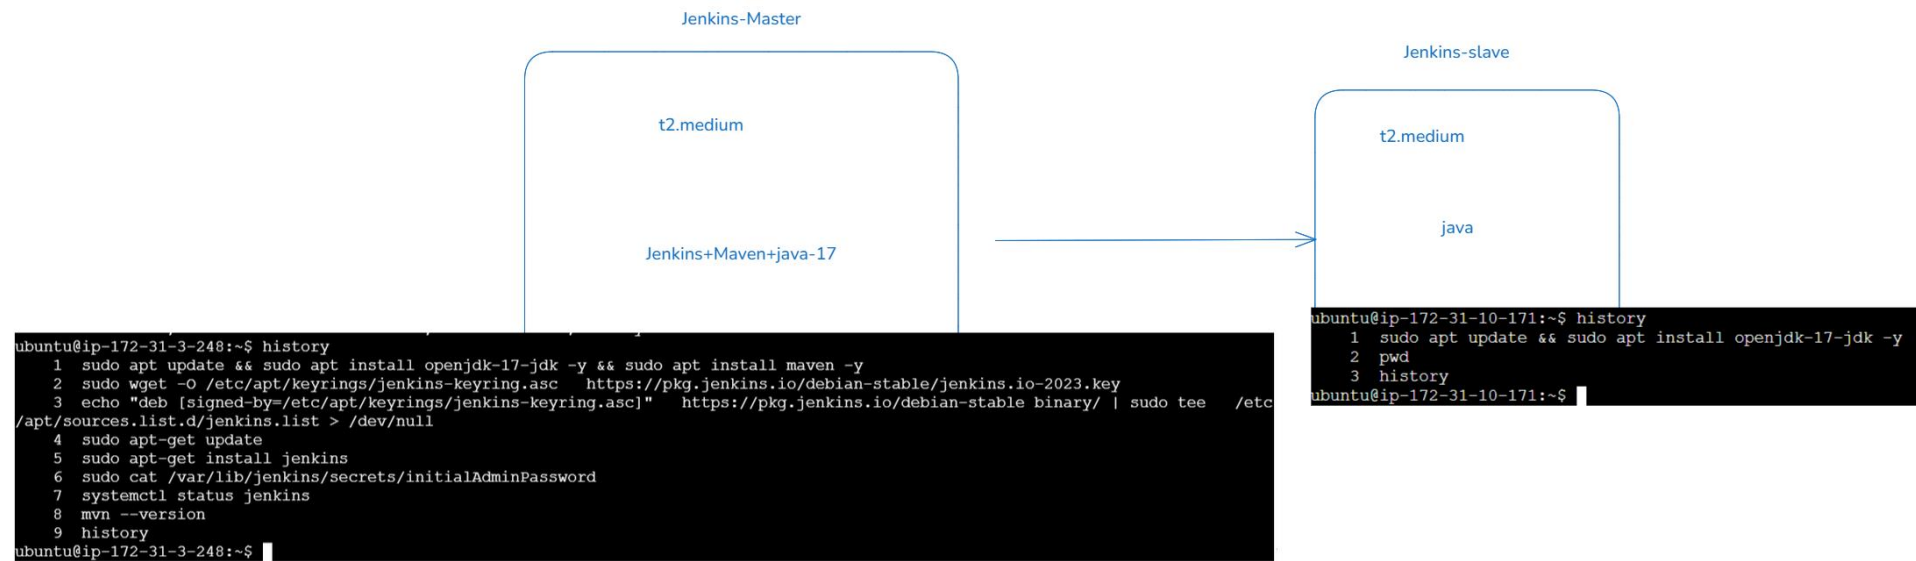 Jenkins-Master
t2.medium
Jenkins+Maven+java-17
Jenkins-slave
t2.medium
java
ubuntu@ip-172-31-3-248:~$ history
1 sudo apt update && sudo apt install openjdk-17-jdk -y && sudo apt install maven -y
2 sudo wget -O /etc/apt/keyrings/jenkins-keyring.asc https://pkg.jenkins.io/debian-stable/jenkins.io-2023.key
3 echo "deb [signed-by=/etc/apt/keyrings/jenkins-keyring.asc]" https://pkg.jenkins.io/debian-stable binary/ | sudo tee /etc
/apt/sources.list.d/jenkins.list > /dev/null
4 sudo apt-get update
5 sudo apt-get install jenkins
6 sudo cat /var/lib/jenkins/secrets/initialAdminPassword
7 systemctl status jenkins
8 mvn --version
9 history
ubuntu@ip-172-31-3-248:~$
ubuntu@ip-172-31-10-171:~$ history
1 sudo apt update && sudo apt install openjdk-17-jdk -y
2 pwd
3 history
ubuntu@ip-172-31-10-171:~$